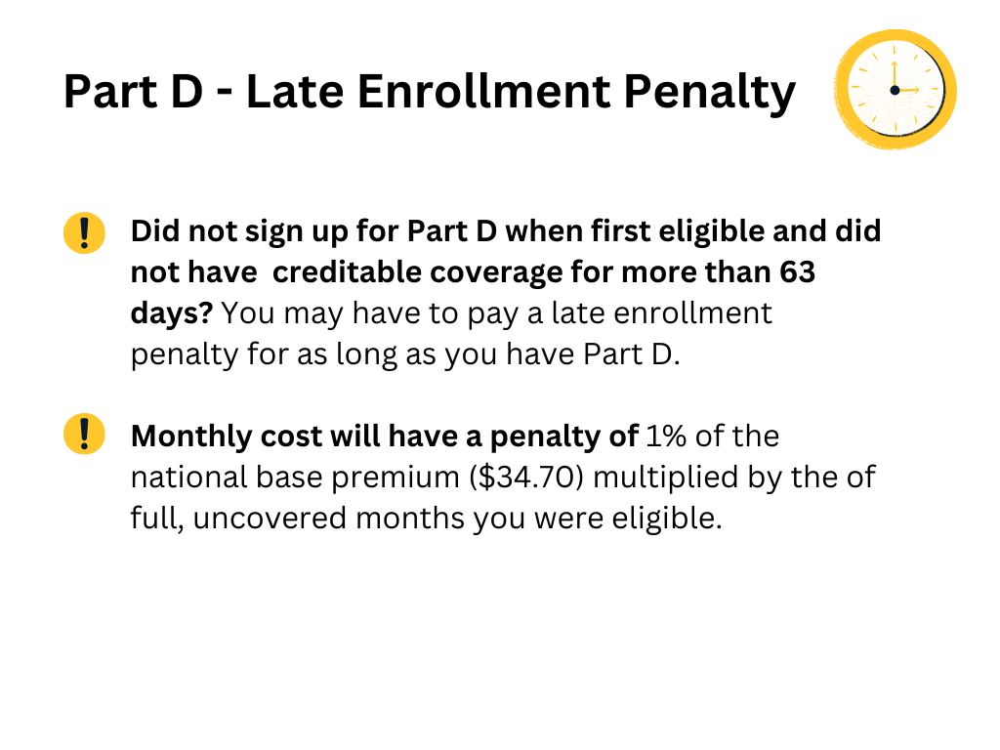 Part D - Late Enrollment Penalty
Did not sign up for Part D when first eligible and did
not have  creditable coverage for more than 63
days? You may have to pay a late enrollment
penalty for as long as you have Part D.
Monthly cost will have a penalty of 1% of the
national base premium ($34.70) multiplied by the of
full, uncovered months you were eligible.